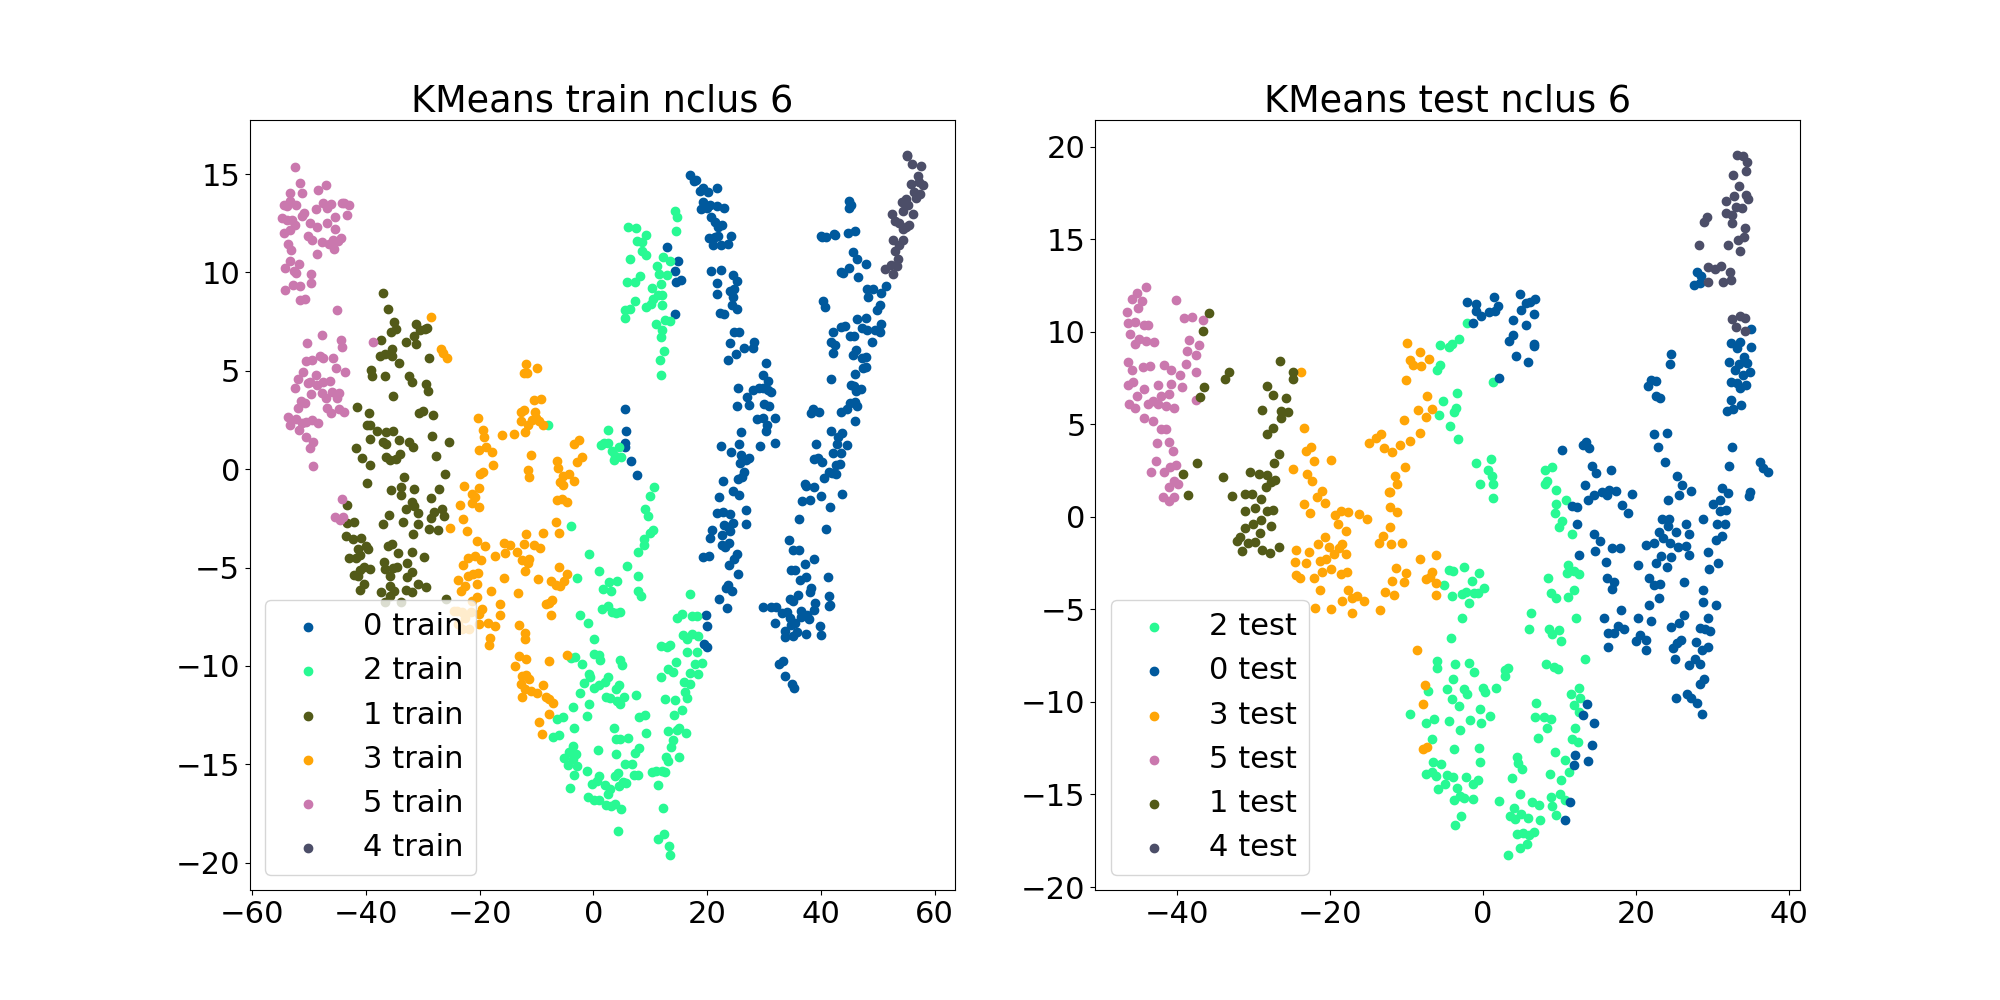 KMeans train nclus 6
15
10
5
0
−5
−10
−15
−20
−60 −40 −20 0 20 40 60
0 train
2 train
1 train
3 train
5 train
4 train
KMeans test nclus 6
20
15
10
5
0
−5
−10
−15
−20
−40 −20 0 20 40
2 test
0 test
3 test
5 test
1 test
4 test